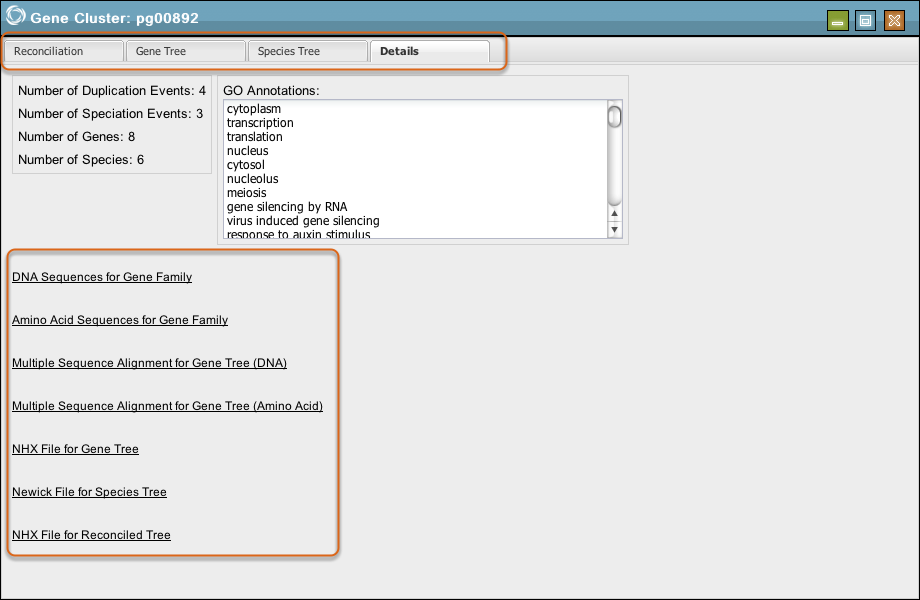 Gene Cluster: pg00892
Reconciliation
Gene Tree
Species Tree
Details
Number of Duplication Events: 4
Number of Speciation Events: 3
Number of Genes: 8
Number of Species: 6
GO Annotations:
cytoplasm
transcription
translation
nucleus
cytosol
nucleolus
meiosis
gene silencing by RNA
virus induced gene silencing
response to auxin stimulus
DNA Sequences for Gene Family
Amino Acid Sequences for Gene Family
Multiple Sequence Alignment for Gene Tree (DNA)
Multiple Sequence Alignment for Gene Tree (Amino Acid)
NHX File for Gene Tree
Newick File for Species Tree
NHX File for Reconciled Tree